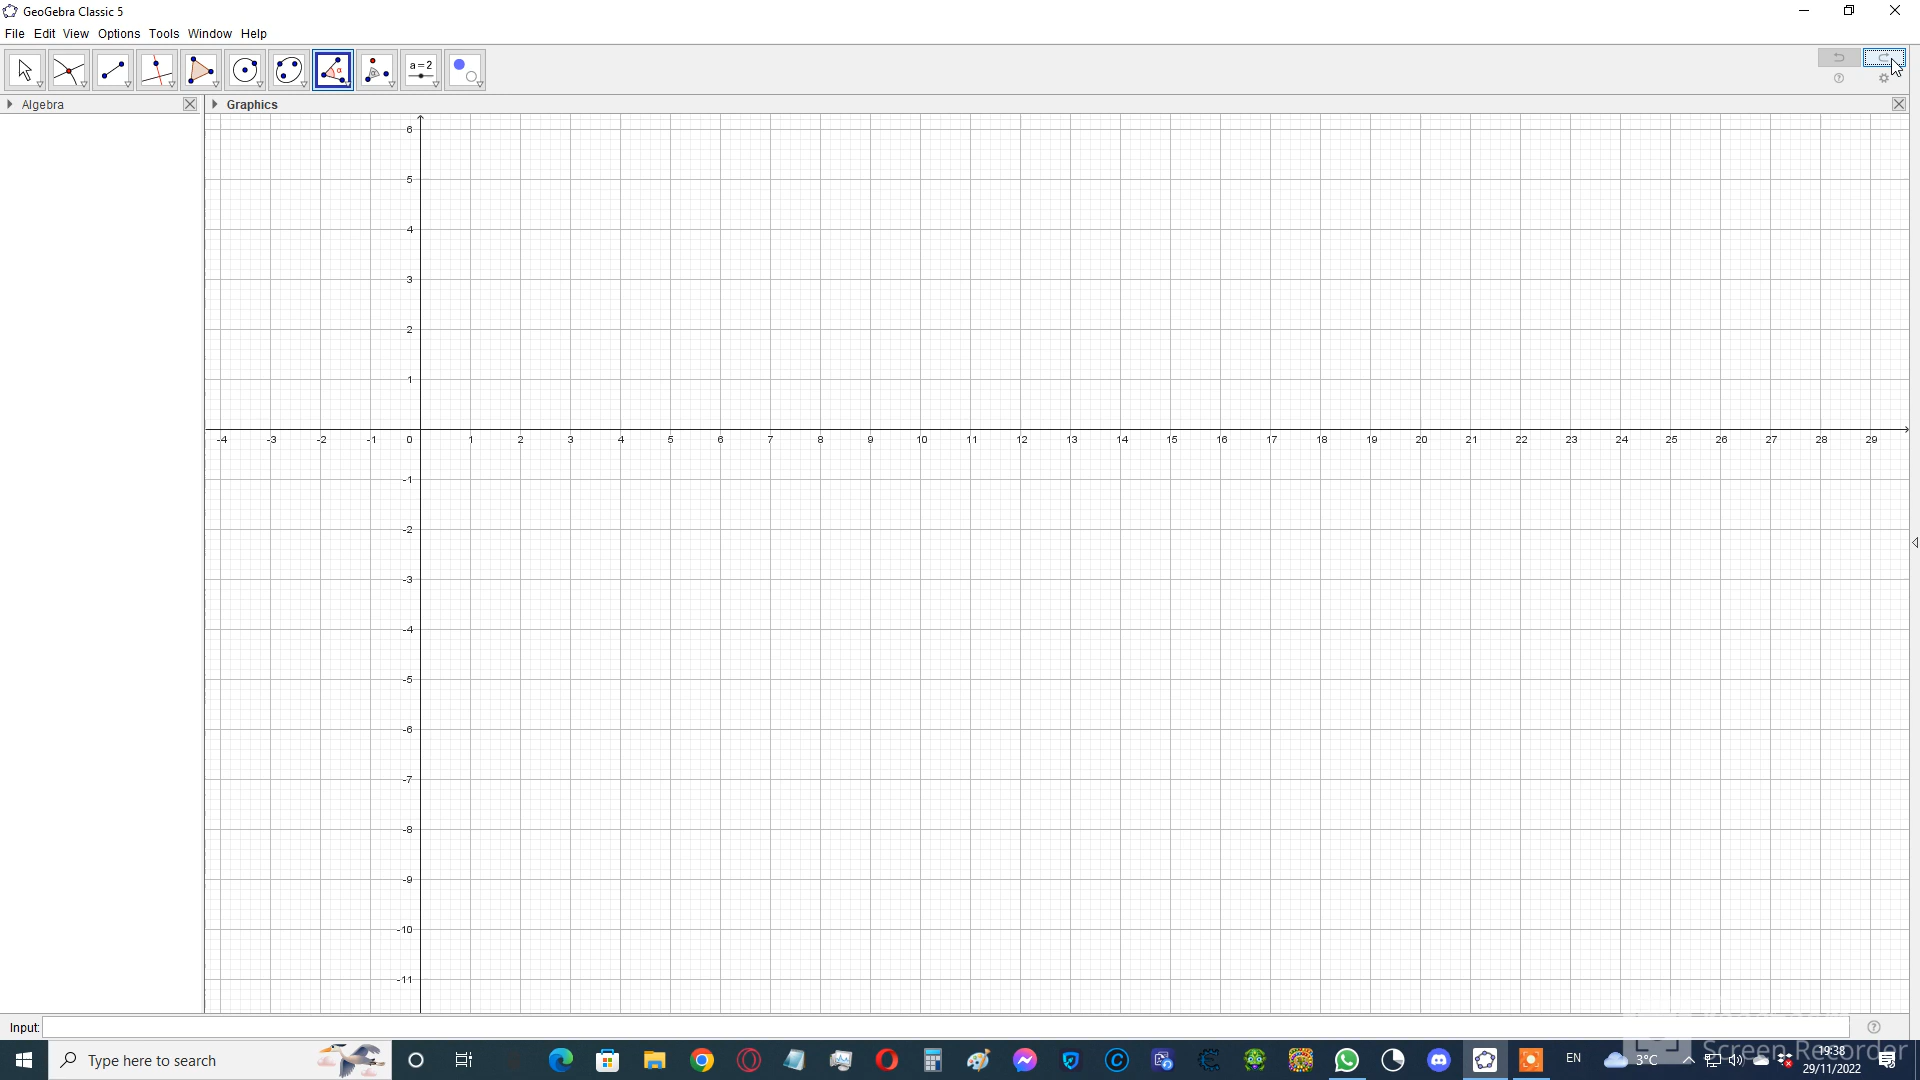 GeoGebra Classic 5
File Edit View Options Tools Window Help
a=2
Algebra
Graphics
6
5
4
3
2
1
-4 -3 -2 -1 0 1 2 3 4 5 6 7 8 9 10 11 12 13 14 15 16 17 18 19 20 21 22 23 24 25 26 27 28 29
-1
-2
-3
-4
-5
-6
-7
-8
-9
-10
-11
Input:
Type here to search
EN
3°C
Screen Recorder
19:38
29/11/2022